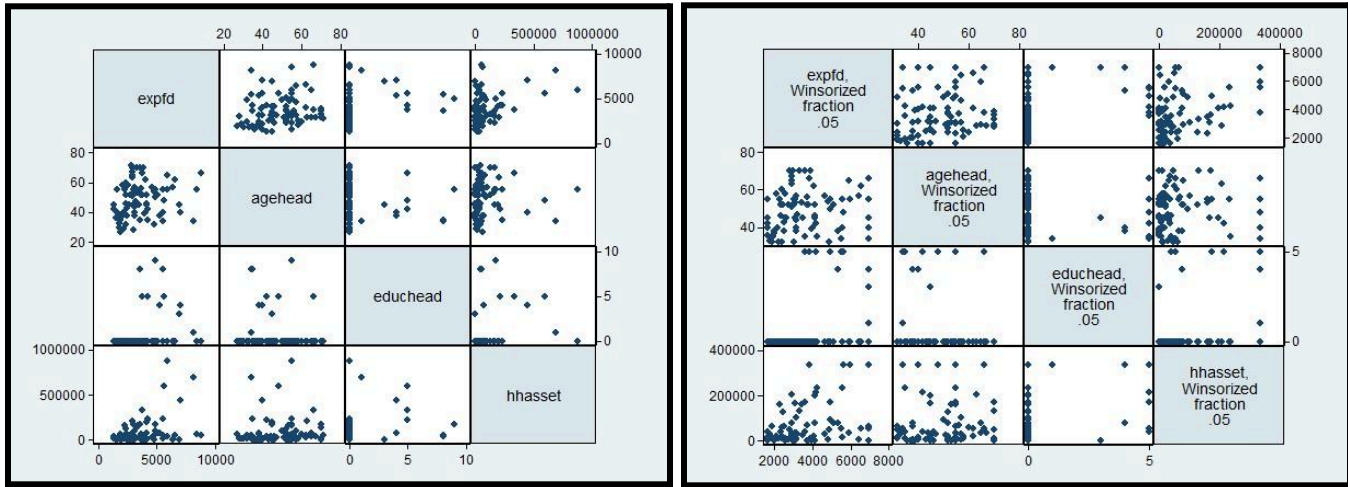 20 40 60 80
0 500000 1000000
expfd
10000
5000
0
80
60
40
20
agehead
educhead
10
5
0
1000000
500000
0
hhasset
0 5000 10000
0 5 10
40 60 80
0 200000 400000
expfd,
Winsorized
fraction
.05
8000
6000
4000
2000
80
60
40
agehead,
Winsorized
fraction
.05
educhead,
Winsorized
fraction
.05
5
0
400000
200000
0
hhasset,
Winsorized
fraction
.05
2000 4000 6000 8000
0 5